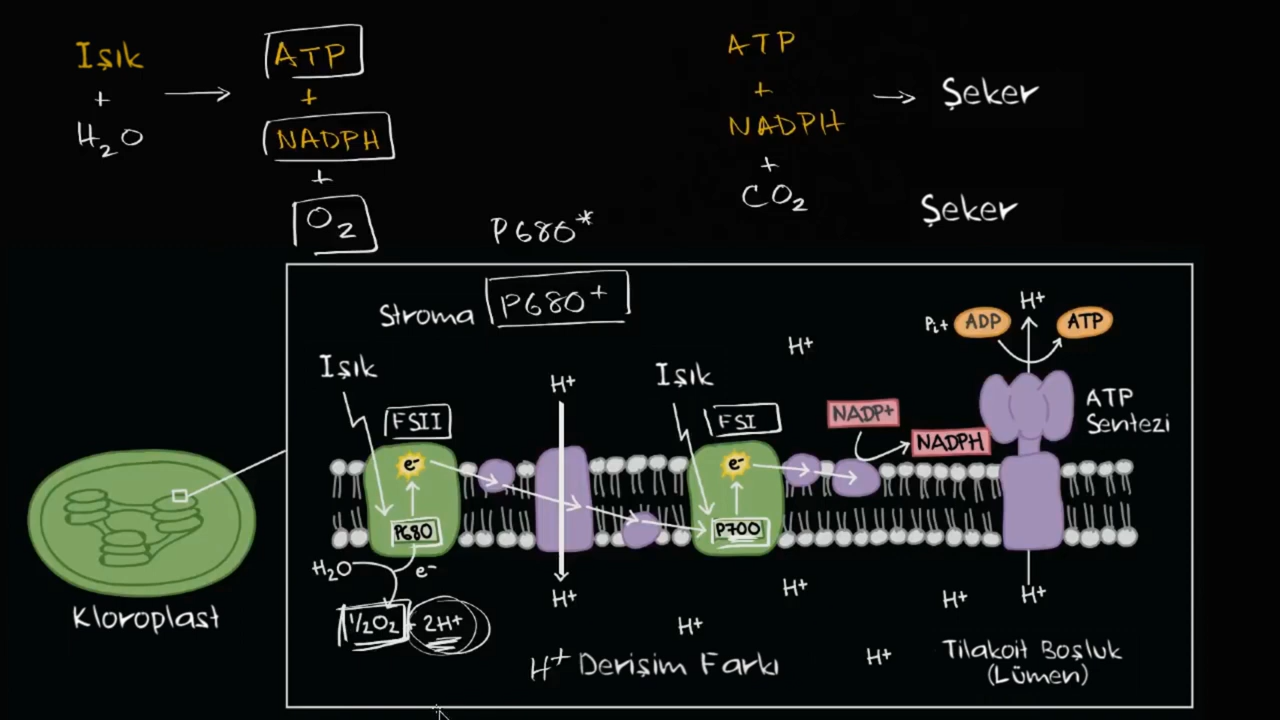 Işık
+
H₂O
ATP
+
NADPH
+
O₂
ATP
+
NADPH
+
CO₂
Şeker
Şeker
P680*
Stroma P680⁺
Işık
FSII
e-
P680
H₂O
e-
½O₂ + 2H⁺
H⁺
H⁺
Işık
FSI
e-
P700
H⁺
NADP+
NADPH
H⁺
Pi+ ADP
ATP
ATP
Sentezi
H⁺
H⁺
H⁺
H⁺
H⁺
H⁺ Derişim Farkı
Tilakoit Boşluk
(Lümen)
Kloroplast